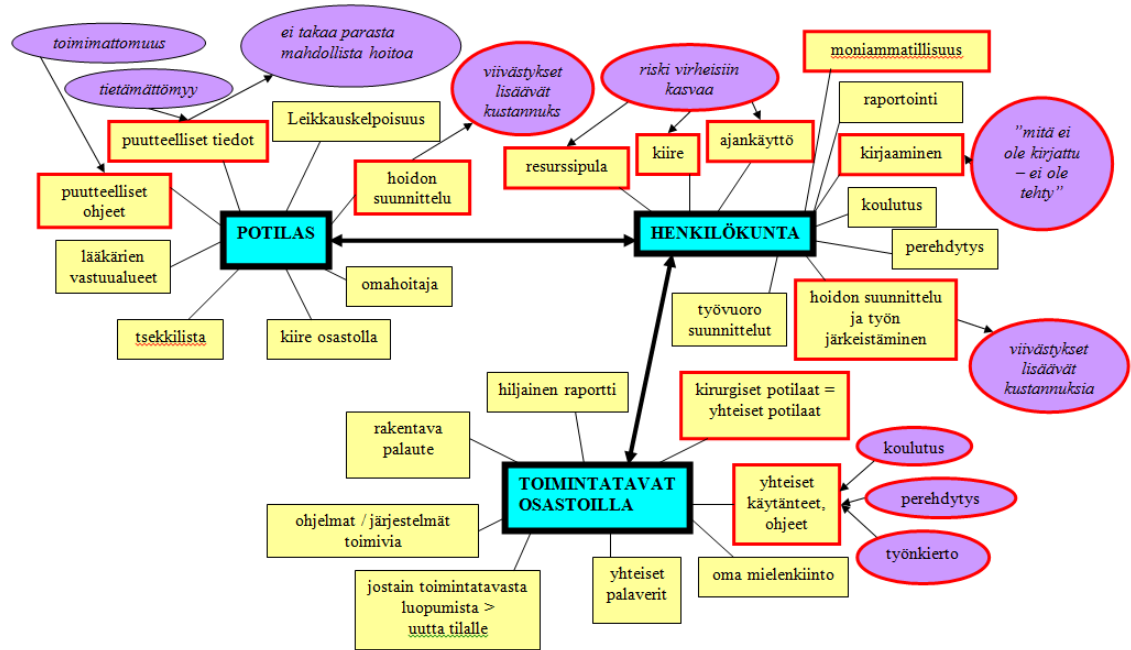 toimimattomuus
ei takaa parasta
mahdollista hoitoa
tietämättömyy
viivästykset
lisäävät
kustannuks
puutteelliset tiedot
Leikkauskelpoisuus
puutteelliset
ohjeet
hoidon
suunnittelu
POTILAS
lääkärien
vastuualueet
omahoitaja
tsekkilista
kiire osastolla
riski virheisiin
kasvaa
moniammatillisuus
raportointi
resurssipula
kiire
ajankäyttö
kirjaaminen
”mitä ei
ole kirjattu
– ei ole
tehty”
HENKILÖKUNTA
koulutus
perehdytys
työvuoro
suunnittelut
hoidon suunnittelu
ja työn
järkeistäminen
viivästykset
lisäävät
kustannuksia
hiljainen raportti
kirurgiset potilaat =
yhteiset potilaat
rakentava
palaute
TOIMINTATAVAT
OSASTOILLA
yhteiset
käytänteet,
ohjeet
koulutus
perehdytys
työnkierto
ohjelmat / järjestelmät
toimivia
jostain toimintatavasta
luopumista >
uutta tilalle
yhteiset
palaverit
oma mielenkiinto